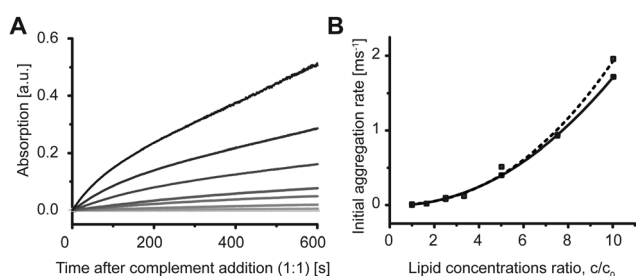 A
Absorption [a.u.]
0.6
0.4
0.2
0.0
0 200 400 600
Time after complement addition (1:1) [s]
B
Initial aggregation rate [ms⁻¹]
2
1
0
0 2 4 6 8 10
Lipid concentrations ratio, c/c₀